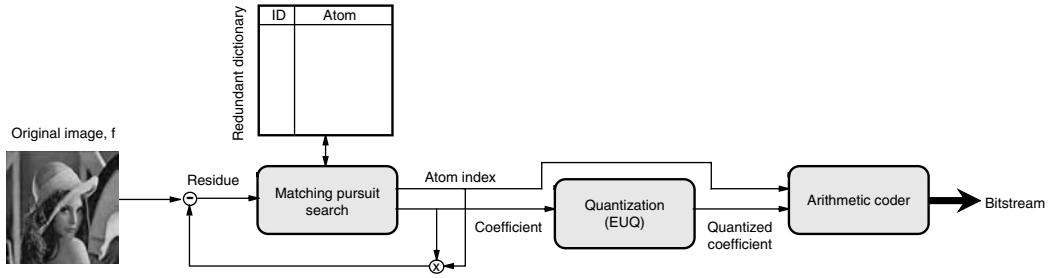 ID Atom
Redundant dictionary
Original image, f
Residue
Matching pursuit
search
Atom index
Coefficient
Quantization
(EUQ)
Quantized
coefficient
Arithmetic coder
Bitstream
-
x